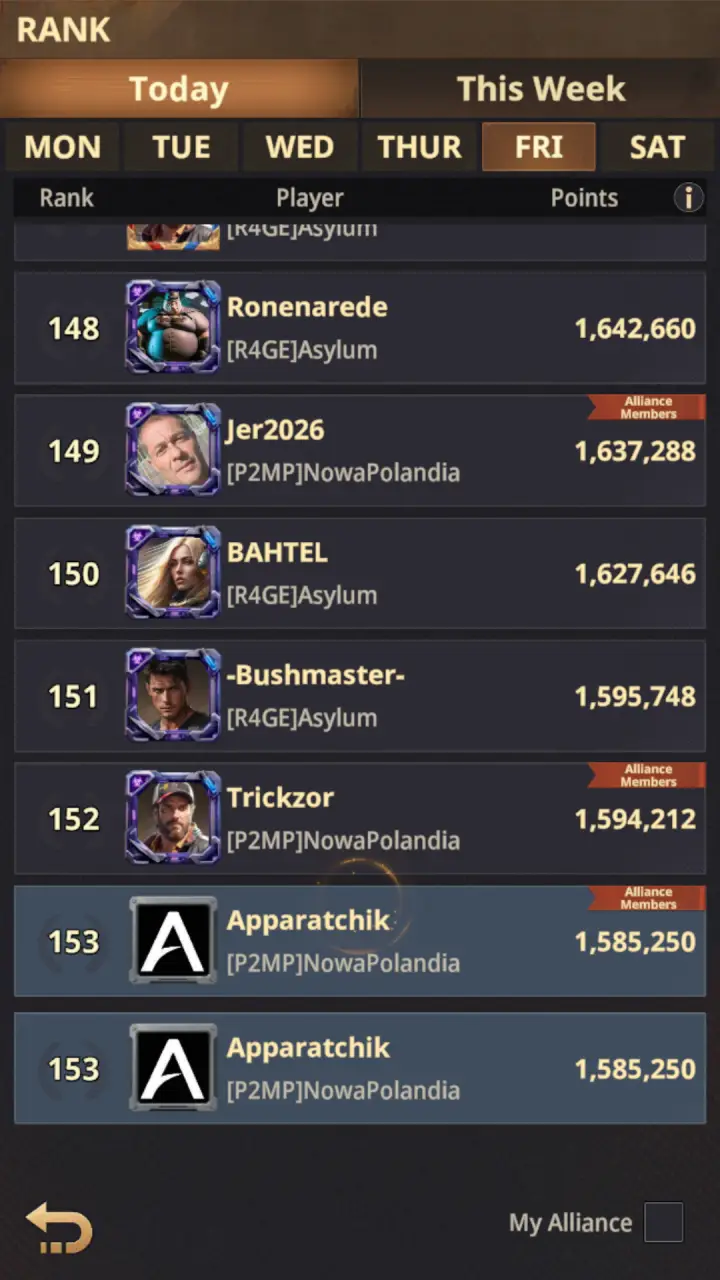 RANK
Today
This Week
MON
TUE
WED
THUR
FRI
SAT
Rank
Player
Points
[R4GE]Asylum
148
Ronenarede
[R4GE]Asylum
1,642,660
149
Jer2026
[P2MP]NowaPolandia
Alliance
Members
1,637,288
150
BAHTEL
[R4GE]Asylum
1,627,646
151
-Bushmaster-
[R4GE]Asylum
1,595,748
152
Trickzor
[P2MP]NowaPolandia
Alliance
Members
1,594,212
153
Apparatchik
[P2MP]NowaPolandia
Alliance
Members
1,585,250
153
Apparatchik
[P2MP]NowaPolandia
1,585,250
My Alliance